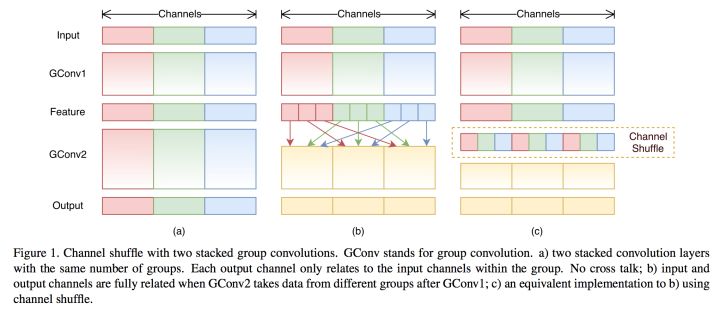 Channels Channels Channels
Input
GConv1
Feature
GConv2
Channel
Shuffle
Output
(a) (b) (c)
Figure 1. Channel shuffle with two stacked group convolutions. GConv stands for group convolution. a) two stacked convolution layers
with the same number of groups. Each output channel only relates to the input channels within the group. No cross talk; b) input and
output channels are fully related when GConv2 takes data from different groups after GConv1; c) an equivalent implementation to b) using
channel shuffle.